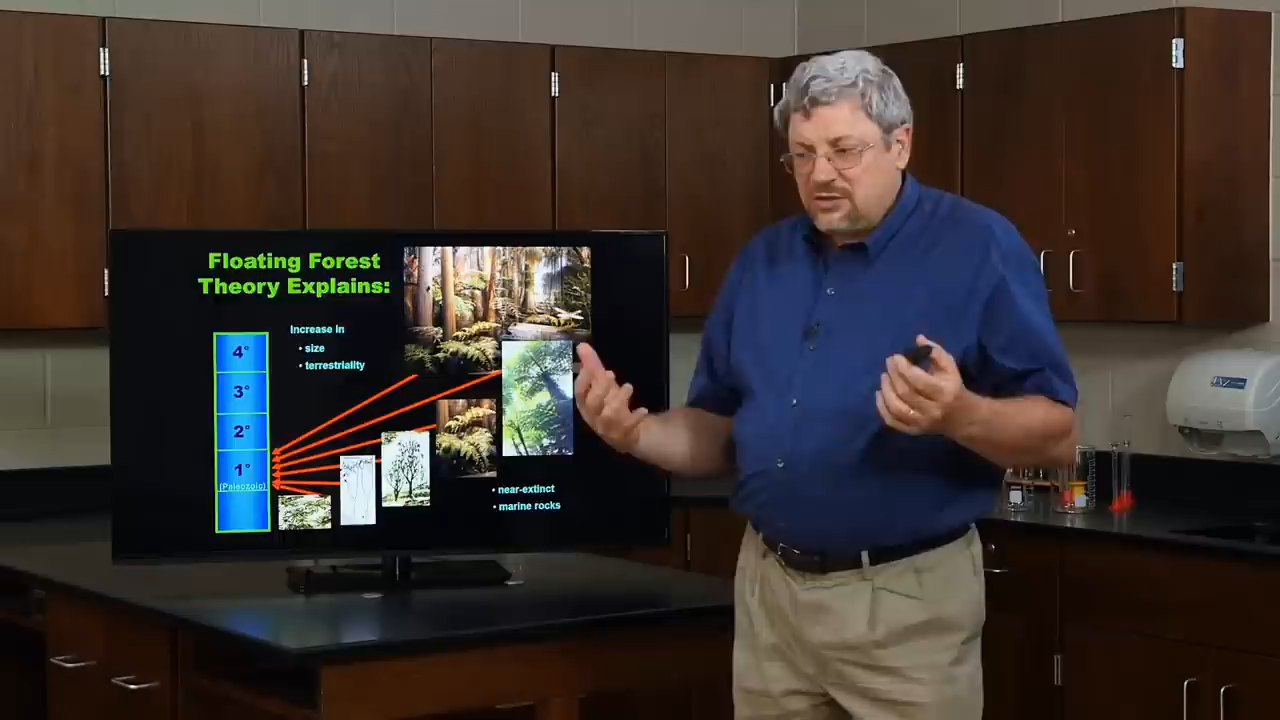 Floating Forest
Theory Explains:
Increase in
• size
• terrestriality
4°
3°
2°
1°
(Paleozoic)
• near-extinct
• marine rocks